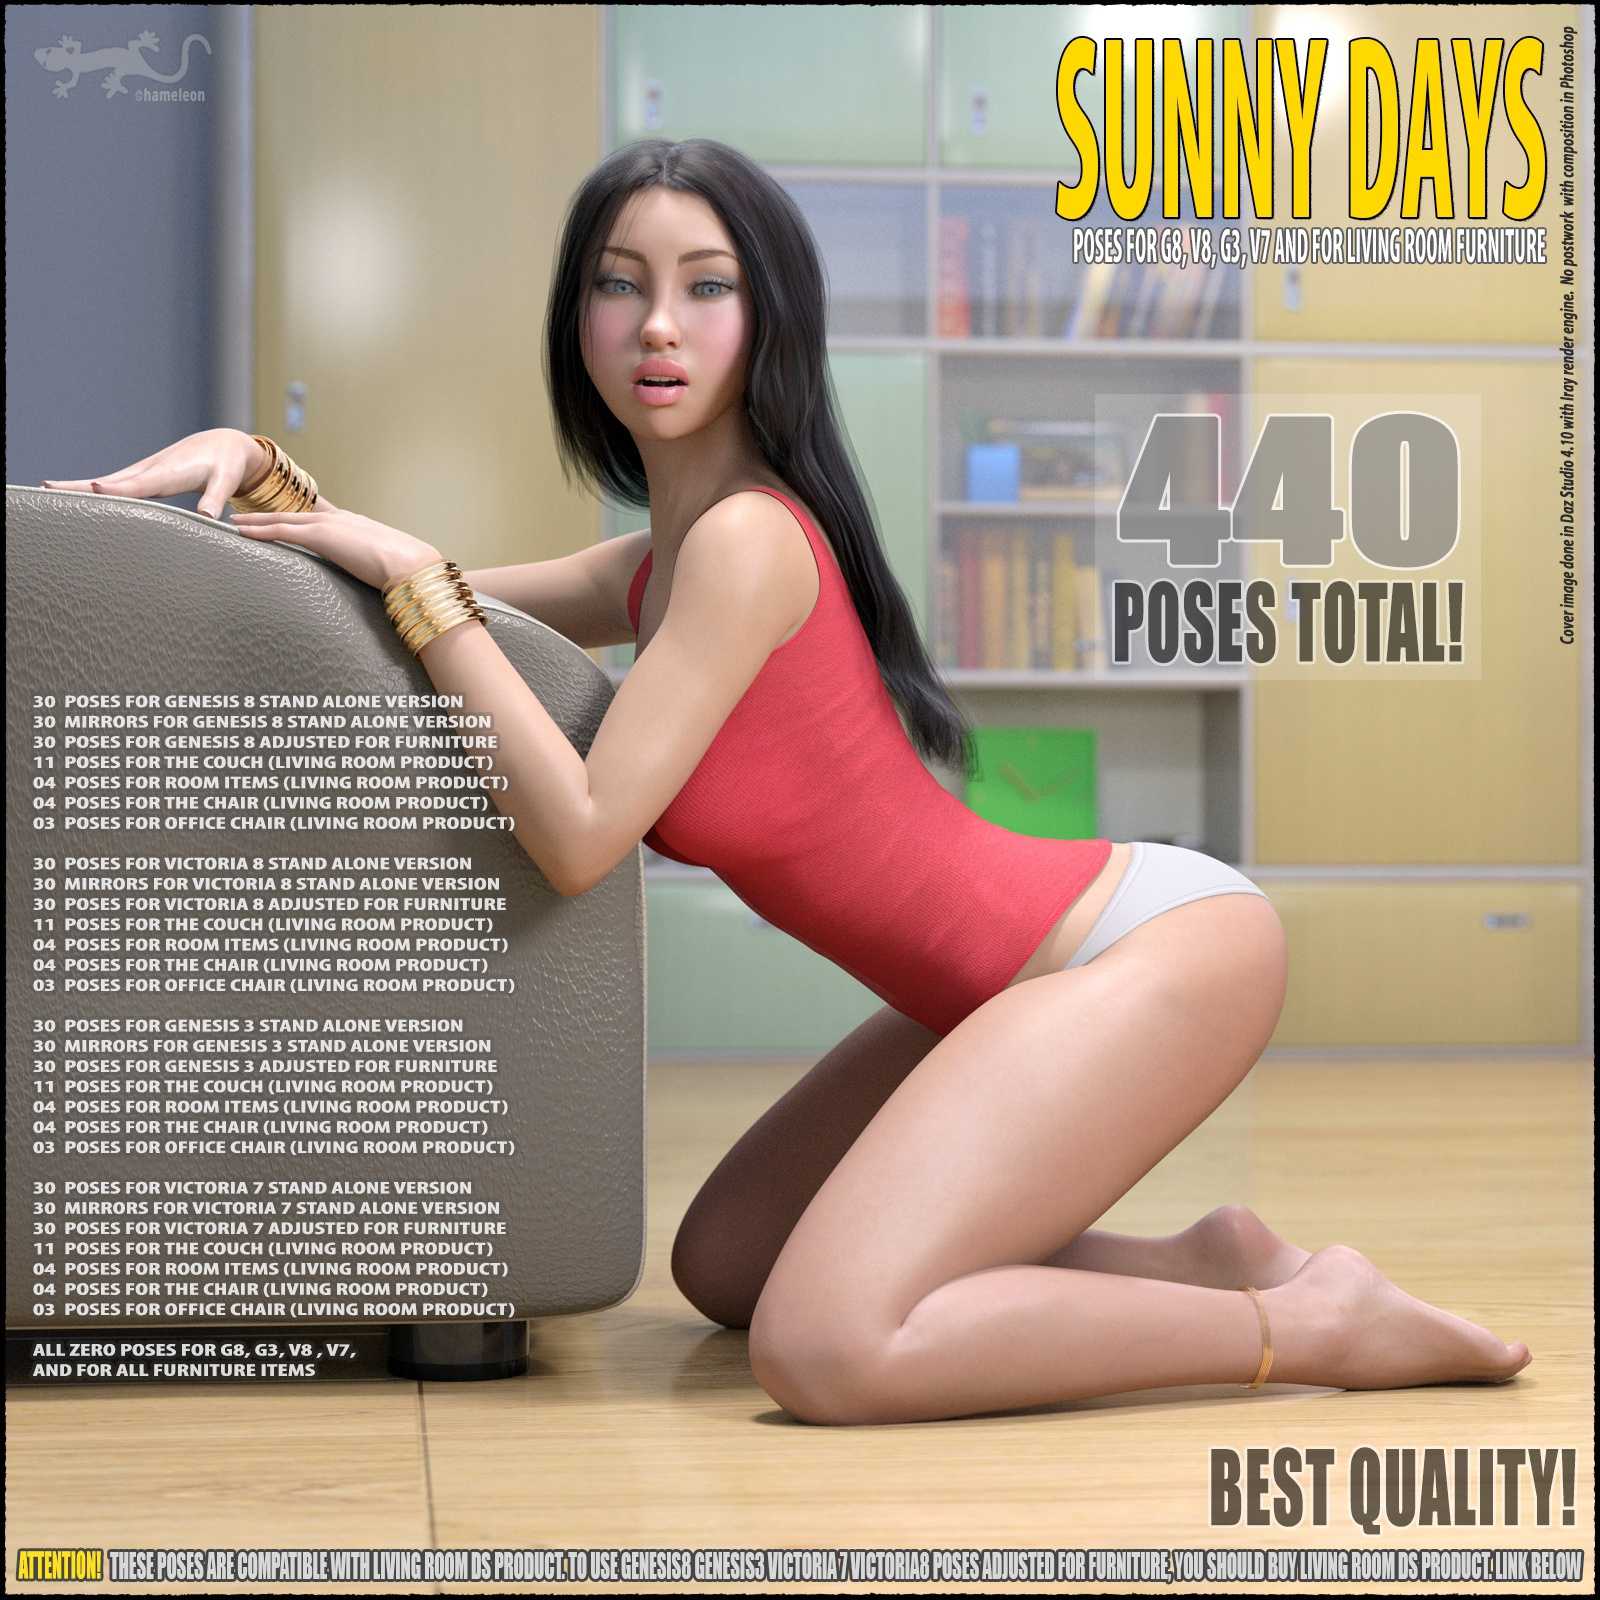 ©hameleon
SUNNY DAYS
POSES FOR G8, V8, G3, V7 AND FOR LIVING ROOM FURNITURE
Cover image done in Daz Studio 4.10 with Iray render engine. No postwork with composition in Photoshop
440
POSES TOTAL!
30 POSES FOR GENESIS 8 STAND ALONE VERSION
30 MIRRORS FOR GENESIS 8 STAND ALONE VERSION
30 POSES FOR GENESIS 8 ADJUSTED FOR FURNITURE
11 POSES FOR THE COUCH (LIVING ROOM PRODUCT)
04 POSES FOR ROOM ITEMS (LIVING ROOM PRODUCT)
04 POSES FOR THE CHAIR (LIVING ROOM PRODUCT)
03 POSES FOR OFFICE CHAIR (LIVING ROOM PRODUCT)
30 POSES FOR VICTORIA 8 STAND ALONE VERSION
30 MIRRORS FOR VICTORIA 8 STAND ALONE VERSION
30 POSES FOR VICTORIA 8 ADJUSTED FOR FURNITURE
11 POSES FOR THE COUCH (LIVING ROOM PRODUCT)
04 POSES FOR ROOM ITEMS (LIVING ROOM PRODUCT)
04 POSES FOR THE CHAIR (LIVING ROOM PRODUCT)
03 POSES FOR OFFICE CHAIR (LIVING ROOM PRODUCT)
30 POSES FOR GENESIS 3 STAND ALONE VERSION
30 MIRRORS FOR GENESIS 3 STAND ALONE VERSION
30 POSES FOR GENESIS 3 ADJUSTED FOR FURNITURE
11 POSES FOR THE COUCH (LIVING ROOM PRODUCT)
04 POSES FOR ROOM ITEMS (LIVING ROOM PRODUCT)
04 POSES FOR THE CHAIR (LIVING ROOM PRODUCT)
03 POSES FOR OFFICE CHAIR (LIVING ROOM PRODUCT)
30 POSES FOR VICTORIA 7 STAND ALONE VERSION
30 MIRRORS FOR VICTORIA 7 STAND ALONE VERSION
30 POSES FOR VICTORIA 7 ADJUSTED FOR FURNITURE
11 POSES FOR THE COUCH (LIVING ROOM PRODUCT)
04 POSES FOR ROOM ITEMS (LIVING ROOM PRODUCT)
04 POSES FOR THE CHAIR (LIVING ROOM PRODUCT)
03 POSES FOR OFFICE CHAIR (LIVING ROOM PRODUCT)
ALL ZERO POSES FOR G8, G3, V8 , V7,
AND FOR ALL FURNITURE ITEMS
BEST QUALITY!
ATTENTION! THESE POSES ARE COMPATIBLE WITH LIVING ROOM DS PRODUCT. TO USE GENESIS8 GENESIS3 VICTORIA7 VICTORIA8 POSES ADJUSTED FOR FURNITURE, YOU SHOULD BUY LIVING ROOM DS PRODUCT. LINK BELOW